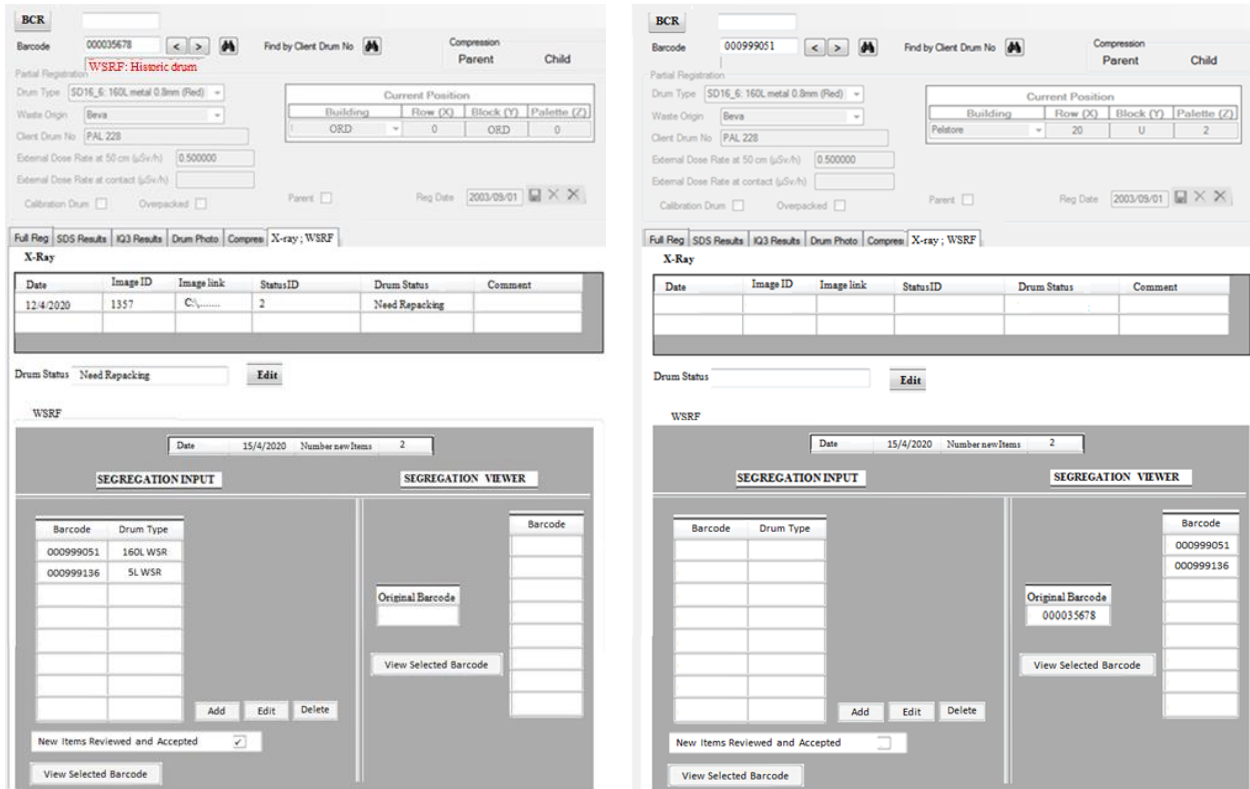 BCR
Barcode 000035678 < > Find by Client Drum No Compression
Parent Child
WSRF: Historic drum
Partial Registration
Drum Type SD16_6: 160L metal 0.8mm (Red)
Current Position
Building Row (X) Block (Y) Palette (Z)
ORD 0 ORD 0
Waste Origin Beva
Client Drum No PAL 228
External Dose Rate at 50 cm (µSv/h) 0.500000
External Dose Rate at contact (µSv/h)
Calibration Drum Overpacked Parent Reg Date 2003/09/01
Full Reg SDS Results IQ3 Results Drum Photo Compres X-ray ; WSRF
X-Ray
Date Image ID Image link StatusID Drum Status Comment
12/4/2020 1357 C:\....... 2 Need Repacking
Drum Status Need Repacking Edit
WSRF
Date 15/4/2020 Number new Items 2
SEGREGATION INPUT SEGREGATION VIEWER
Barcode Drum Type Barcode
000999051 160L WSR
000999136 5L WSR
Original Barcode
View Selected Barcode
Add Edit Delete
New Items Reviewed and Accepted ✓
View Selected Barcode
BCR
Barcode 000999051 < > Find by Client Drum No Compression
Parent Child
Partial Registration
Drum Type SD16_6: 160L metal 0.8mm (Red)
Current Position
Building Row (X) Block (Y) Palette (Z)
Pelstore 20 U 2
Waste Origin Beva
Client Drum No PAL 228
External Dose Rate at 50 cm (µSv/h) 0.500000
External Dose Rate at contact (µSv/h)
Calibration Drum Overpacked Parent Reg Date 2003/09/01
Full Reg SDS Results IQ3 Results Drum Photo Compres X-ray ; WSRF
X-Ray
Date Image ID Image link StatusID Drum Status Comment
Drum Status Edit
WSRF
Date 15/4/2020 Number new Items 2
SEGREGATION INPUT SEGREGATION VIEWER
Barcode Drum Type Barcode
000999051
000999136
Original Barcode
000035678
View Selected Barcode
Add Edit Delete
New Items Reviewed and Accepted
View Selected Barcode